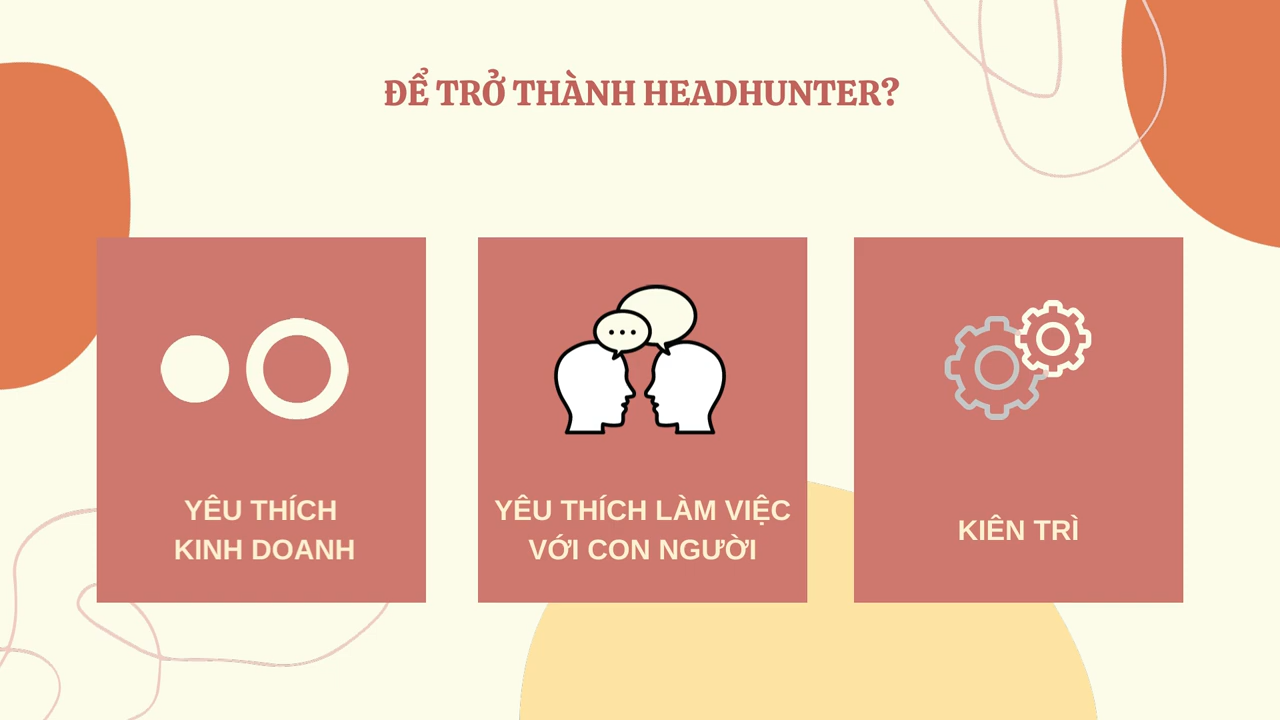 ĐỂ TRỞ THÀNH HEADHUNTER?
YÊU THÍCH
KINH DOANH
YÊU THÍCH LÀM VIỆC
VỚI CON NGƯỜI
KIÊN TRÌ